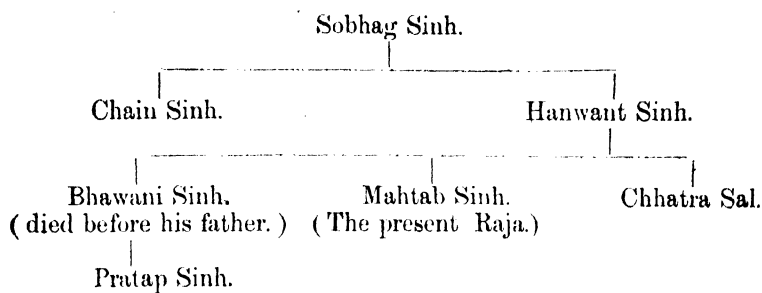 Sobhag Sinh.
Chain Sinh. Hanwant Sinh.
Bhawani Sinh. Mahtab Sinh. Chhatra Sal.
( died before his father. ) ( The present Raja.)
Pratap Sinh.